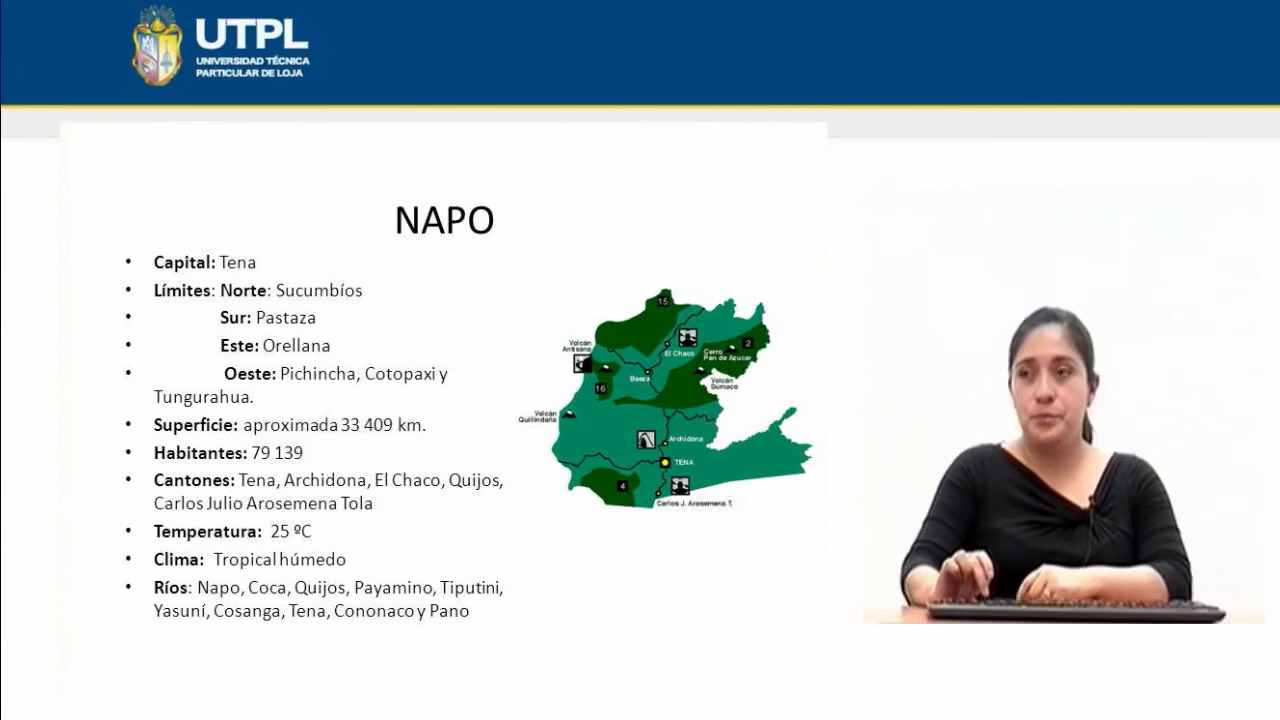 UTPL
UNIVERSIDAD TÉCNICA
PARTICULAR DE LOJA
NAPO
• Capital: Tena
• Límites: Norte: Sucumbíos
• Sur: Pastaza
• Este: Orellana
• Oeste: Pichincha, Cotopaxi y
Tungurahua.
• Superficie: aproximada 33 409 km.
• Habitantes: 79 139
• Cantones: Tena, Archidona, El Chaco, Quijos,
Carlos Julio Arosemena Tola
• Temperatura: 25 ºC
• Clima: Tropical húmedo
• Ríos: Napo, Coca, Quijos, Payamino, Tiputini,
Yasuní, Cosanga, Tena, Cononaco y Pano
15
2
Volcán
Antisana
El Chaco
Cerro
Pan de Azucar
Baeza
Volcán
Sumaco
16
Volcán
Quilindaña
Archidona
TENA
4
Carlos J. Arosemena T.